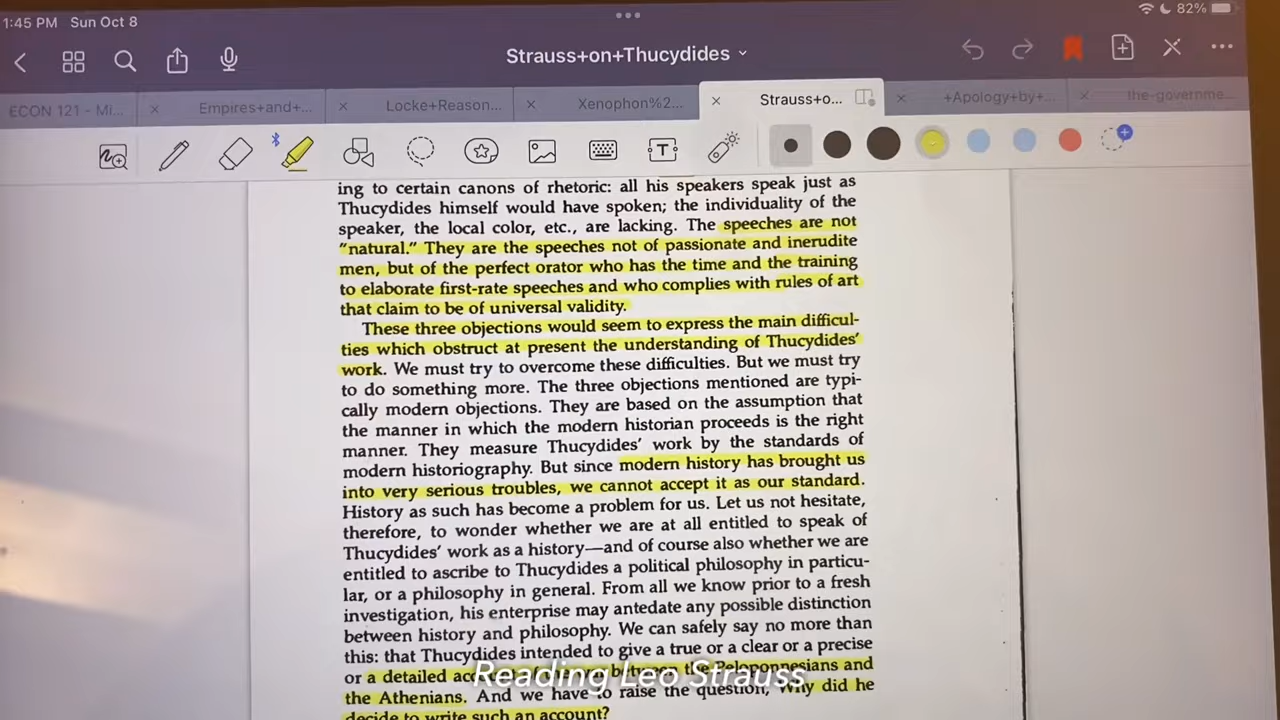 1:45 PM Sun Oct 8
82%
Strauss+on+Thucydides
ECON 121 - Mi...
Empires+and+...
Locke+Reason...
Xenophon%2...
Strauss+o...
+Apology+by+...
the-governme...
T
ing to certain canons of rhetoric: all his speakers speak just as
Thucydides himself would have spoken; the individuality of the
speaker, the local color, etc., are lacking. The speeches are not
“natural.” They are the speeches not of passionate and inerudite
men, but of the perfect orator who has the time and the training
to elaborate first-rate speeches and who complies with rules of art
that claim to be of universal validity.
These three objections would seem to express the main difficul-
ties which obstruct at present the understanding of Thucydides’
work. We must try to overcome these difficulties. But we must try
to do something more. The three objections mentioned are typi-
cally modern objections. They are based on the assumption that
the manner in which the modern historian proceeds is the right
manner. They measure Thucydides’ work by the standards of
modern historiography. But since modern history has brought us
into very serious troubles, we cannot accept it as our standard.
History as such has become a problem for us. Let us not hesitate,
therefore, to wonder whether we are at all entitled to speak of
Thucydides’ work as a history—and of course also whether we are
entitled to ascribe to Thucydides a political philosophy in particu-
lar, or a philosophy in general. From all we know prior to a fresh
investigation, his enterprise may antedate any possible distinction
between history and philosophy. We can safely say no more than
this: that Thucydides intended to give a true or a clear or a precise
or a detailed between the Peloponnesians and
the Athenians. And we have to raise the question, Why did he
decide to write such an account?
Reading Leo Strauss